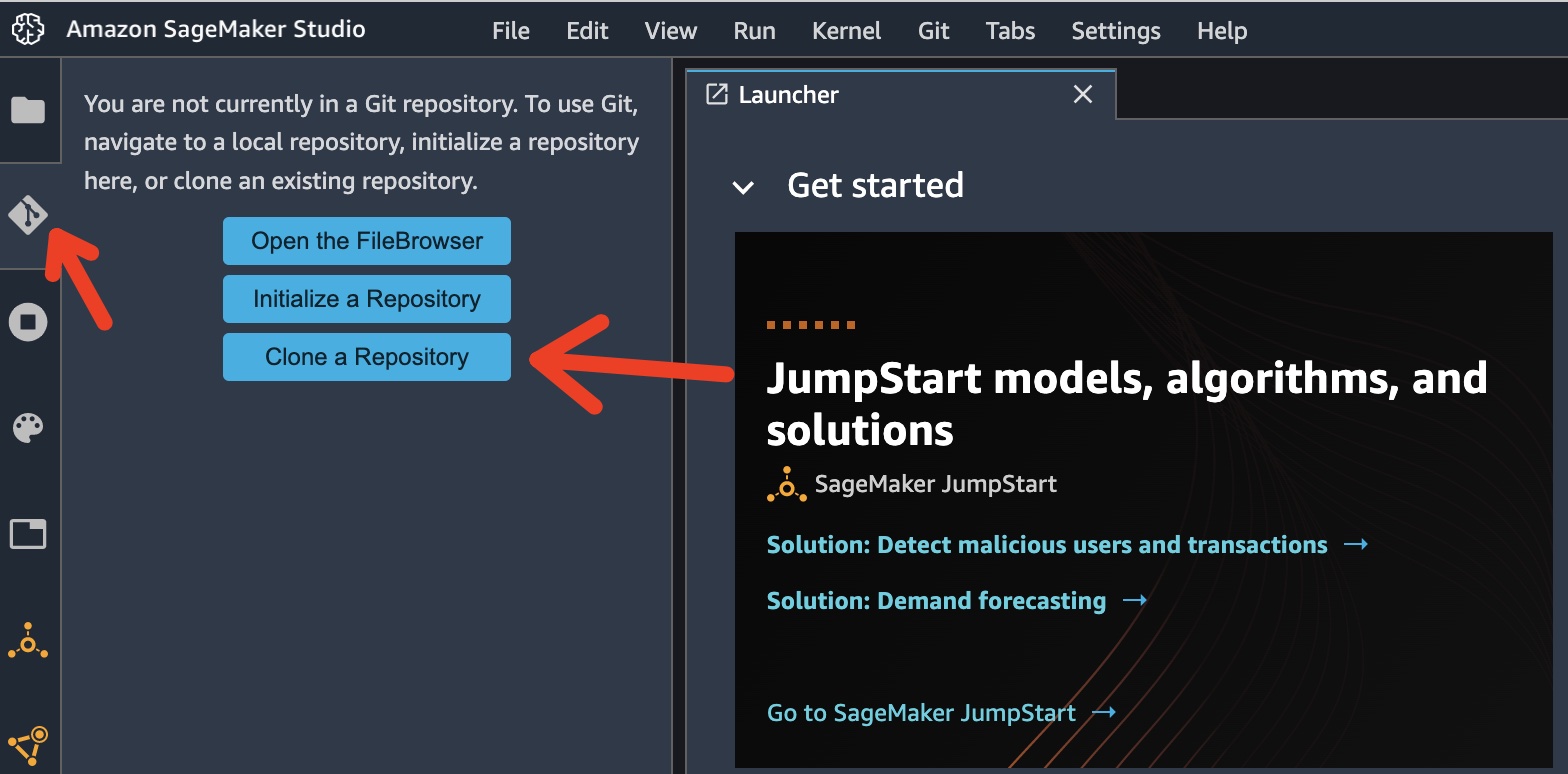 Amazon SageMaker Studio
File Edit View Run Kernel Git Tabs Settings Help
You are not currently in a Git repository. To use Git,
navigate to a local repository, initialize a repository
here, or clone an existing repository.
Open the FileBrowser
Initialize a Repository
Clone a Repository
Launcher
Get started
JumpStart models, algorithms, and
solutions
SageMaker JumpStart
Solution: Detect malicious users and transactions →
Solution: Demand forecasting →
Go to SageMaker JumpStart →